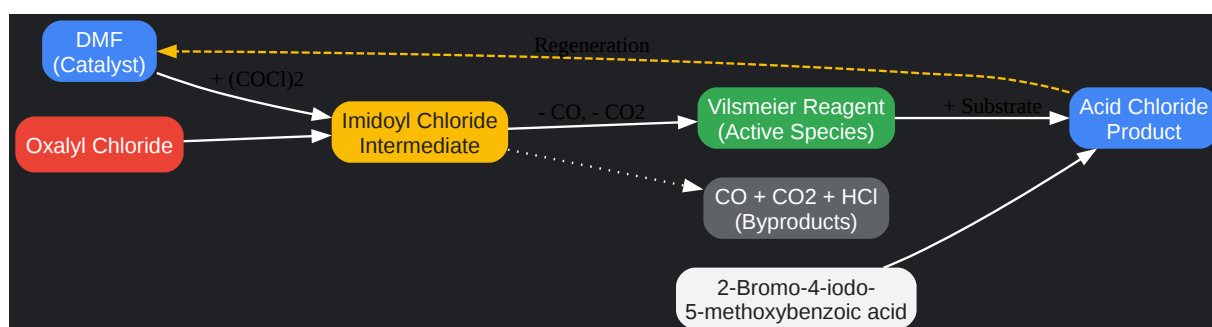 DMF
(Catalyst)
Regeneration
+ (COCl)2
Oxalyl Chloride
Imidoyl Chloride
Intermediate
- CO, - CO2
Vilsmeier Reagent
(Active Species)
+ Substrate
Acid Chloride
Product
CO + CO2 + HCl
(Byproducts)
2-Bromo-4-iodo-
5-methoxybenzoic acid